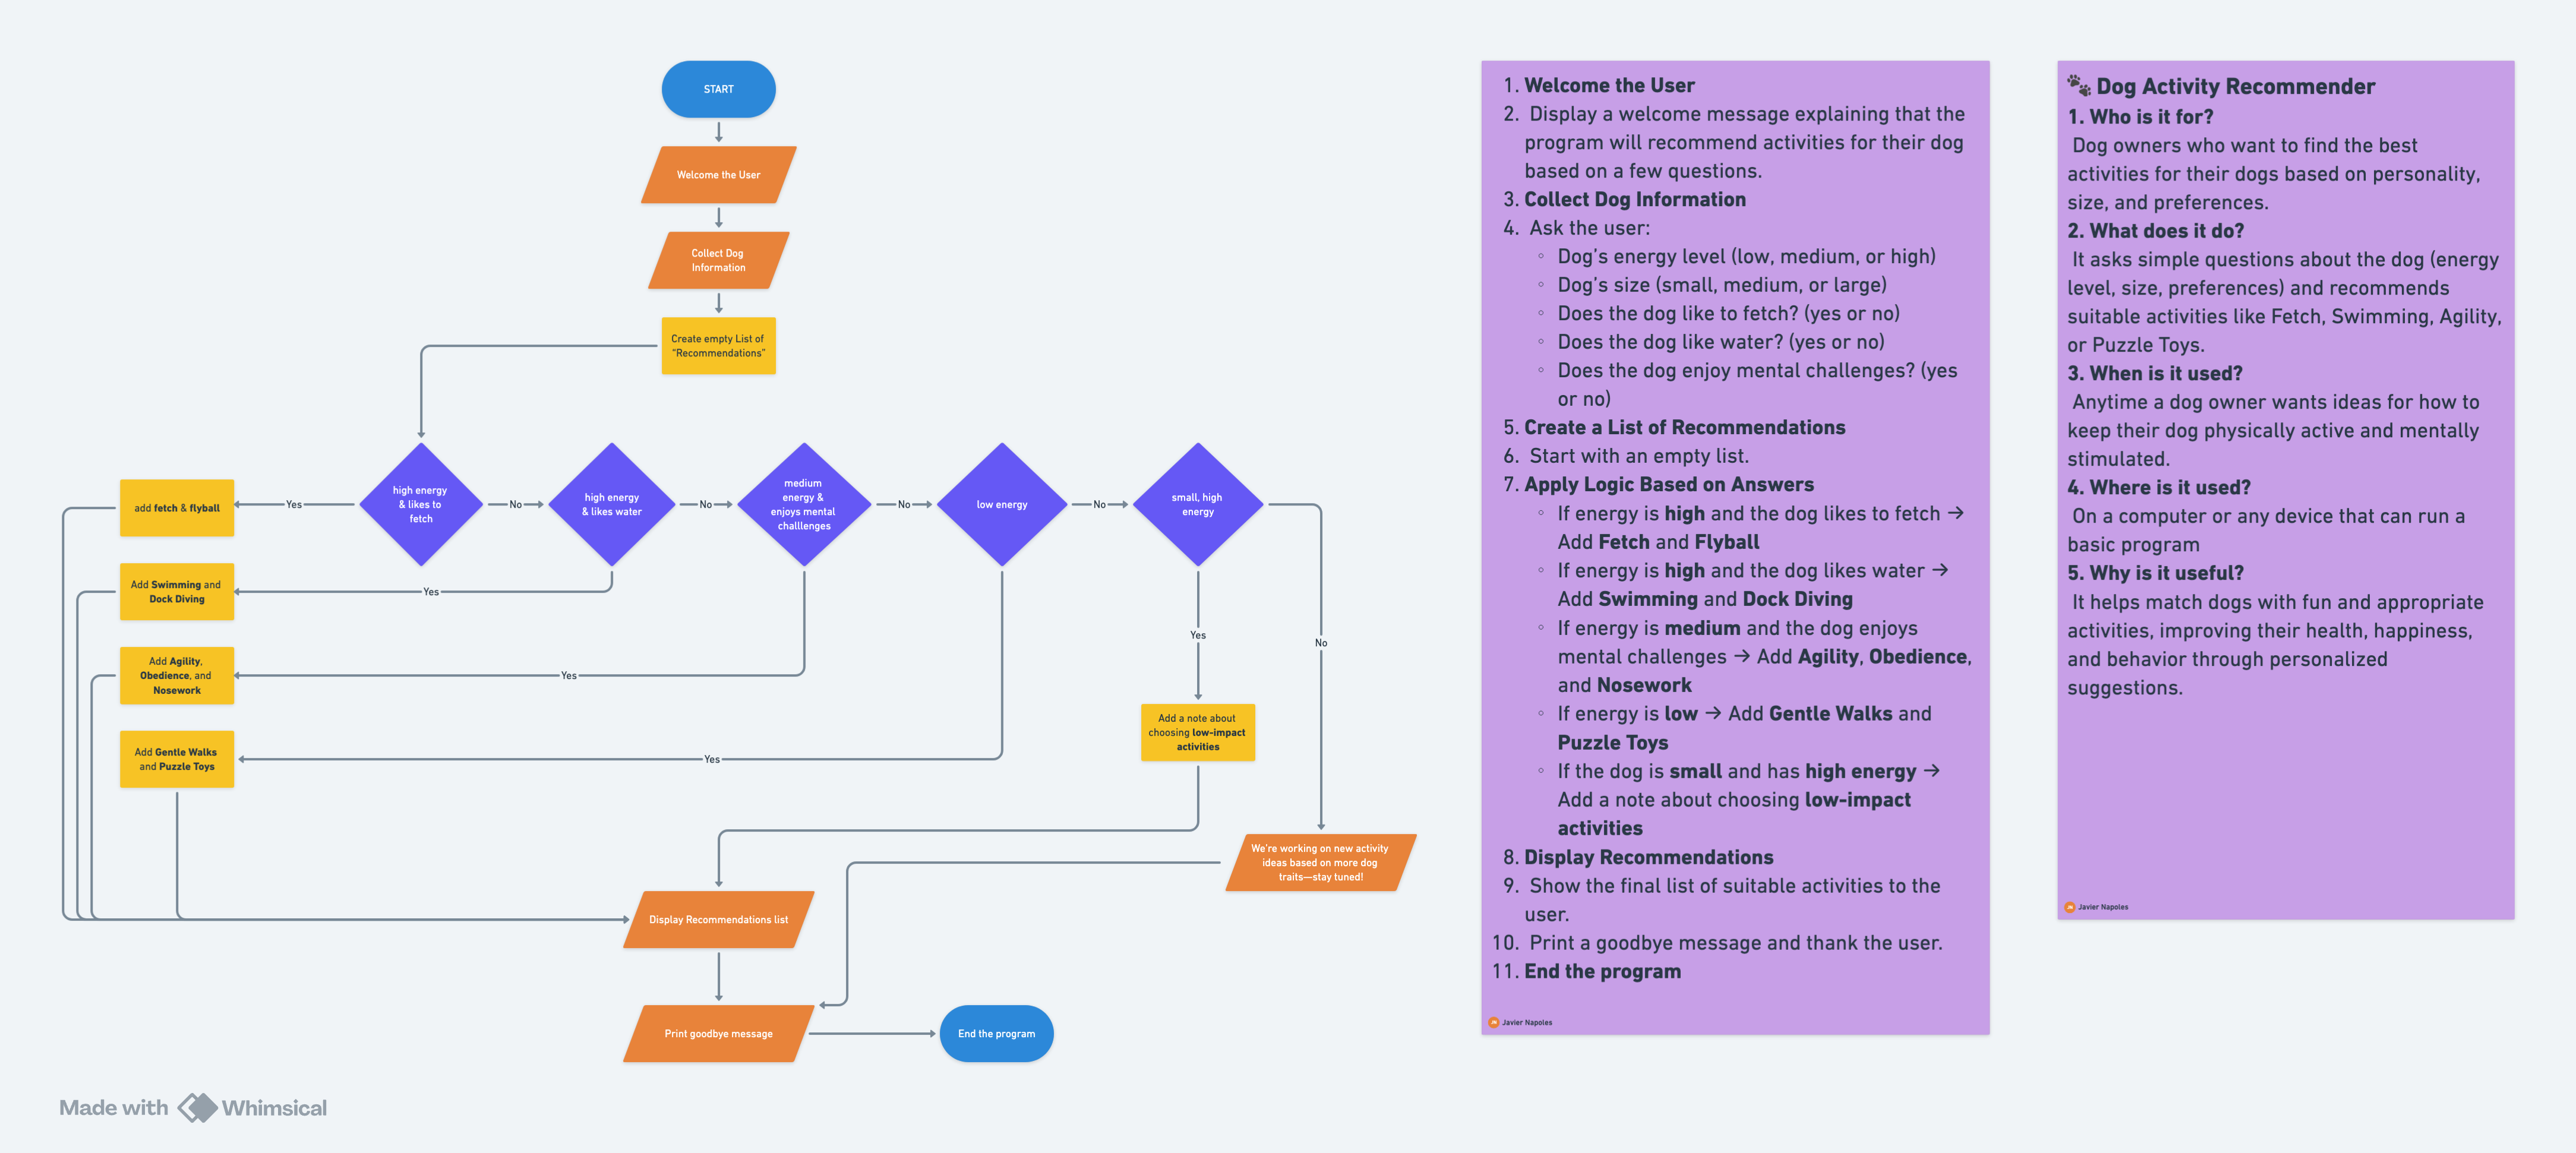 START
Welcome the User
Collect Dog
Information
Create empty List of
"Recommendations"
high energy
& likes to
fetch
high energy
& likes water
medium
energy &
enjoys mental
challlenges
low energy
small, high
energy
Yes
No
No
No
No
add fetch & flyball
Add Swimming and
Dock Diving
Yes
Yes
No
Add Agility,
Obedience, and
Nosework
Yes
Add a note about
choosing low-impact
activities
Add Gentle Walks
and Puzzle Toys
Yes
We're working on new activity
ideas based on more dog
traits—stay tuned!
Display Recommendations list
Print goodbye message
End the program
Made with Whimsical
1. Welcome the User
2. Display a welcome message explaining that the
program will recommend activities for their dog
based on a few questions.
3. Collect Dog Information
4. Ask the user:
◦ Dog's energy level (low, medium, or high)
◦ Dog's size (small, medium, or large)
◦ Does the dog like to fetch? (yes or no)
◦ Does the dog like water? (yes or no)
◦ Does the dog enjoy mental challenges? (yes
or no)
5. Create a List of Recommendations
6. Start with an empty list.
7. Apply Logic Based on Answers
◦ If energy is high and the dog likes to fetch →
Add Fetch and Flyball
◦ If energy is high and the dog likes water →
Add Swimming and Dock Diving
◦ If energy is medium and the dog enjoys
mental challenges → Add Agility, Obedience,
and Nosework
◦ If energy is low → Add Gentle Walks and
Puzzle Toys
◦ If the dog is small and has high energy →
Add a note about choosing low-impact
activities
8. Display Recommendations
9. Show the final list of suitable activities to the
user.
10. Print a goodbye message and thank the user.
11. End the program
JN Javier Napoles
🐾 Dog Activity Recommender
1. Who is it for?
Dog owners who want to find the best
activities for their dogs based on personality,
size, and preferences.
2. What does it do?
It asks simple questions about the dog (energy
level, size, preferences) and recommends
suitable activities like Fetch, Swimming, Agility,
or Puzzle Toys.
3. When is it used?
Anytime a dog owner wants ideas for how to
keep their dog physically active and mentally
stimulated.
4. Where is it used?
On a computer or any device that can run a
basic program
5. Why is it useful?
It helps match dogs with fun and appropriate
activities, improving their health, happiness,
and behavior through personalized
suggestions.
JN Javier Napoles